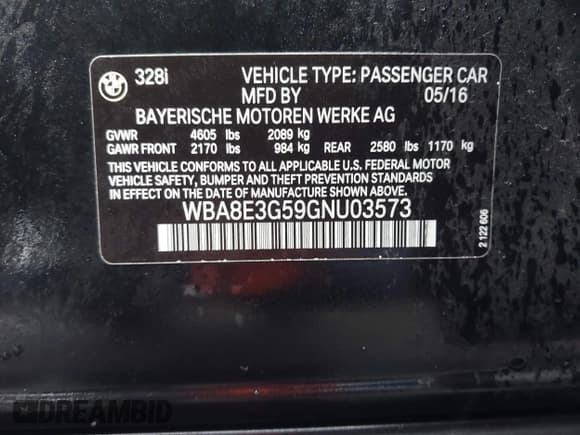 BMW
328i VEHICLE TYPE: PASSENGER CAR
MFD BY 05/16
BAYERISCHE MOTOREN WERKE AG
GVWR 4605 lbs 2089 kg
GAWR FRONT 2170 lbs 984 kg REAR 2580 lbs 1170 kg
THIS VEHICLE CONFORMS TO ALL APPLICABLE U.S. FEDERAL MOTOR
VEHICLE SAFETY, BUMPER AND THEFT PREVENTION STANDARDS
IN EFFECT ON THE DATE OF MANUFACTURE SHOWN ABOVE.
WBA8E3G59GNU03573
2 122 606
DREAMBID